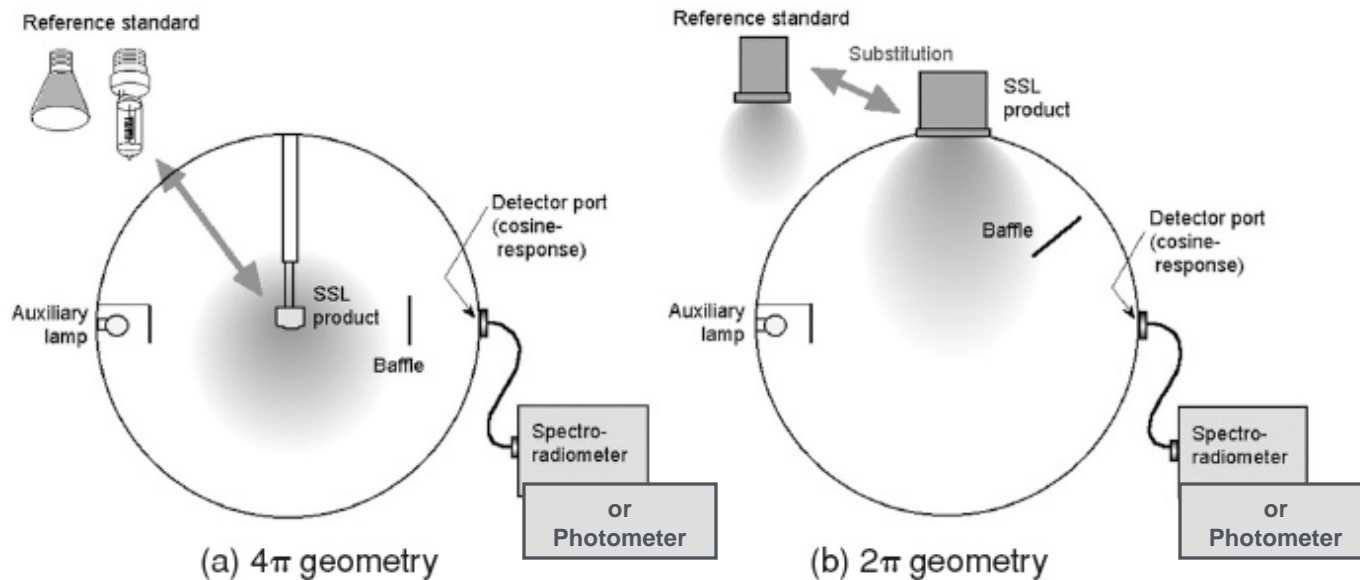 Reference standard
SSL
product
Detector port
(cosine-
response)
Auxiliary
lamp
Baffle
Spectro-
radiometer
or
Photometer
(a) 4π geometry
Reference standard
Substitution
SSL
product
Baffle
Detector port
(cosine-
response)
Auxiliary
lamp
Spectro-
radiometer
or
Photometer
(b) 2π geometry